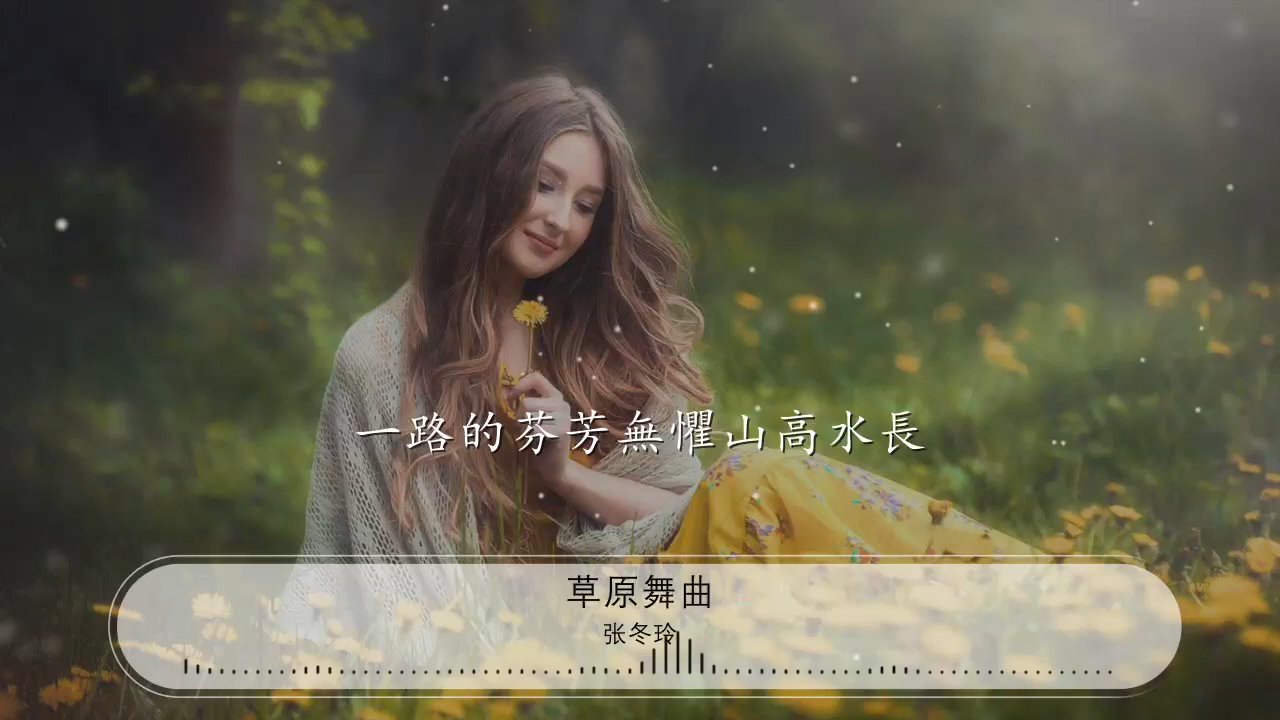 一路的芬芳無懼山高水長
草原舞曲
张冬玲